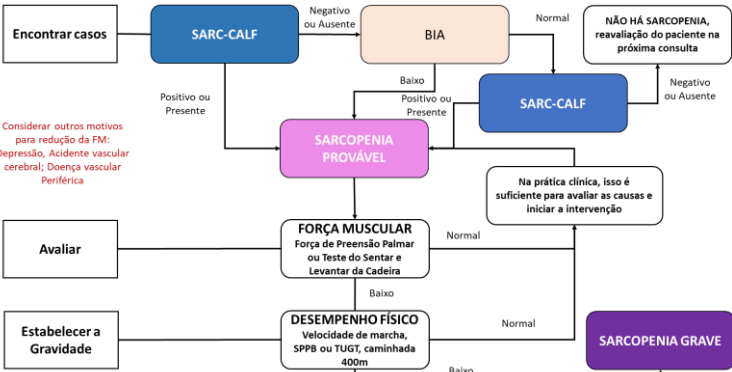 Encontrar casos
SARC-CALF
Negativo
ou Ausente
BIA
Normal
NÃO HÁ SARCOPENIA,
reavaliação do paciente na
próxima consulta
Baixo
Positivo ou
Presente
Positivo ou
Presente
SARC-CALF
Negativo
ou Ausente
Considerar outros motivos
para redução da FM:
Depressão, Acidente vascular
cerebral; Doença vascular
Periférica
SARCOPENIA
PROVÁVEL
Na prática clínica, isso é
suficiente para avaliar as causas e
iniciar a intervenção
Avaliar
FORÇA MUSCULAR
Força de Preensão Palmar
ou Teste do Sentar e
Levantar da Cadeira
Normal
Baixo
Estabelecer a
Gravidade
DESEMPENHO FÍSICO
Velocidade de marcha,
SPPB ou TUGT, caminhada
400m
Normal
SARCOPENIA GRAVE
Baixo